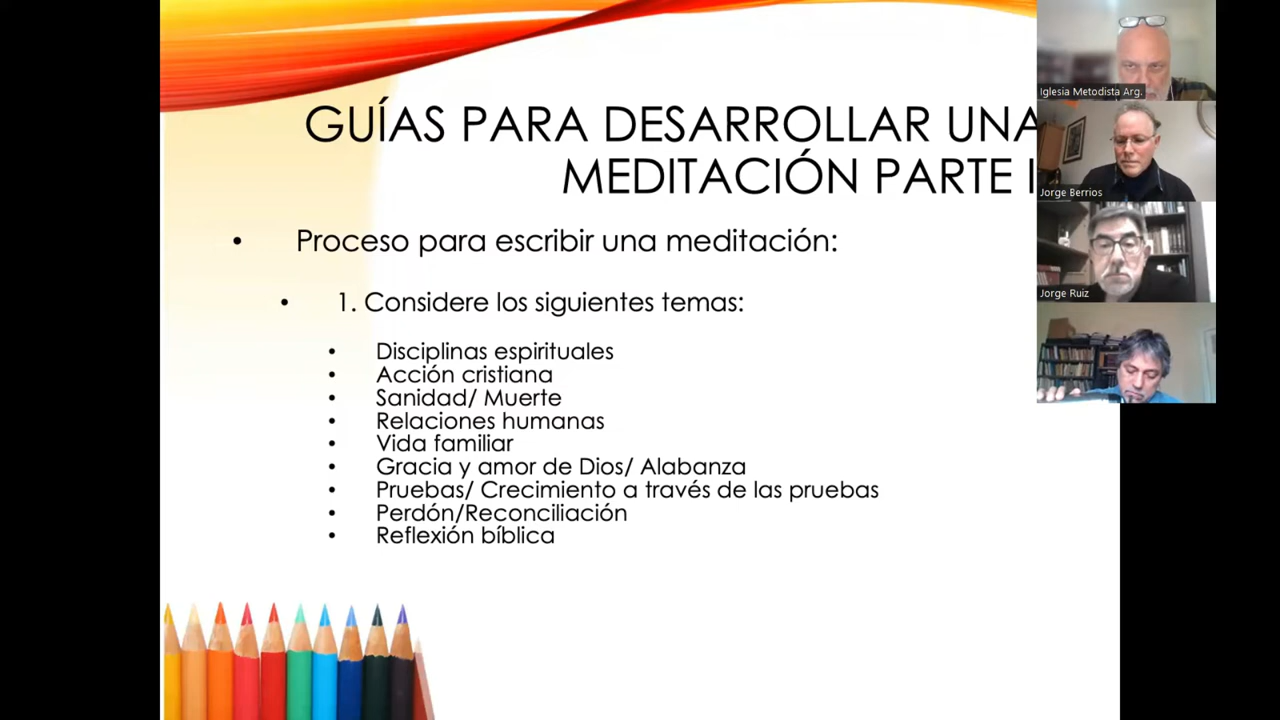 GUÍAS PARA DESARROLLAR UNA
MEDITACIÓN PARTE I
• Proceso para escribir una meditación:
• 1. Considere los siguientes temas:
• Disciplinas espirituales
• Acción cristiana
• Sanidad/ Muerte
• Relaciones humanas
• Vida familiar
• Gracia y amor de Dios/ Alabanza
• Pruebas/ Crecimiento a través de las pruebas
• Perdón/Reconciliación
• Reflexión bíblica
Iglesia Metodista Arg.
Jorge Berrios
Jorge Ruiz